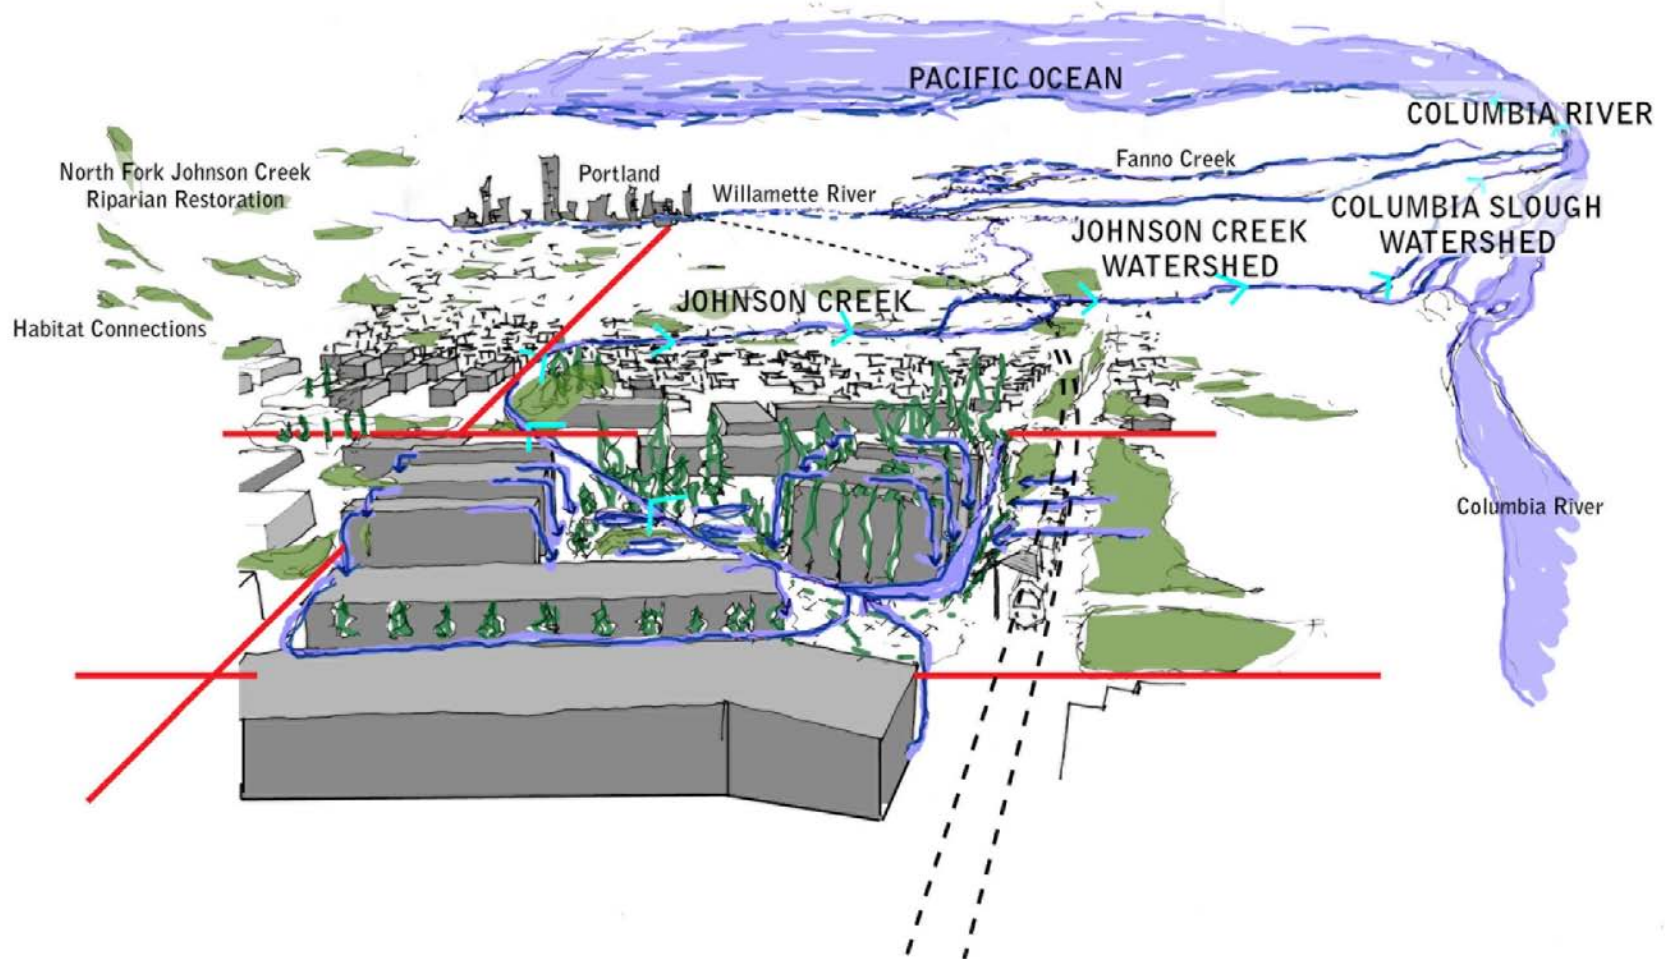 PACIFIC OCEAN
COLUMBIA RIVER
North Fork Johnson Creek
Riparian Restoration
Portland
Willamette River
Fanno Creek
COLUMBIA SLOUGH
WATERSHED
JOHNSON CREEK
WATERSHED
JOHNSON CREEK
Habitat Connections
Columbia River